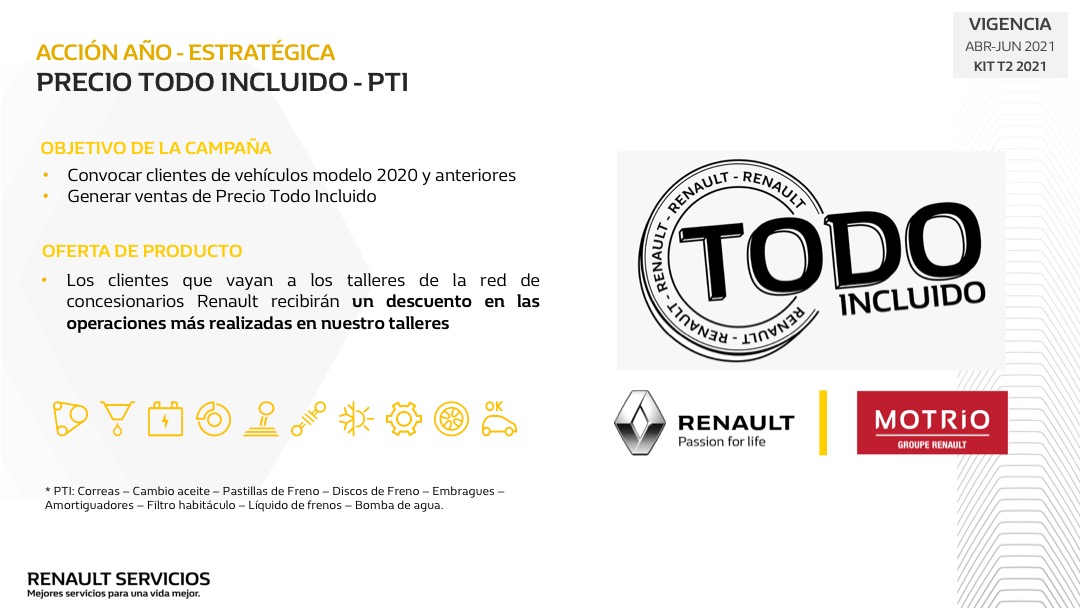 ACCIÓN AÑO - ESTRATÉGICA
PRECIO TODO INCLUIDO - PTI
VIGENCIA
ABR-JUN 2021
KIT T2 2021
OBJETIVO DE LA CAMPAÑA
• Convocar clientes de vehículos modelo 2020 y anteriores
• Generar ventas de Precio Todo Incluido
OFERTA DE PRODUCTO
• Los clientes que vayan a los talleres de la red de
concesionarios Renault recibirán un descuento en las
operaciones más realizadas en nuestro talleres
RENAULT - RENAULT - RENAULT - RENAULT - RENAULT - RENAULT
TODO
INCLUIDO
RENAULT
Passion for life
MOTRiO
GROUPE RENAULT
OK
* PTI: Correas – Cambio aceite – Pastillas de Freno – Discos de Freno – Embragues –
Amortiguadores – Filtro habitáculo – Líquido de frenos – Bomba de agua.
RENAULT SERVICIOS
Mejores servicios para una vida mejor.